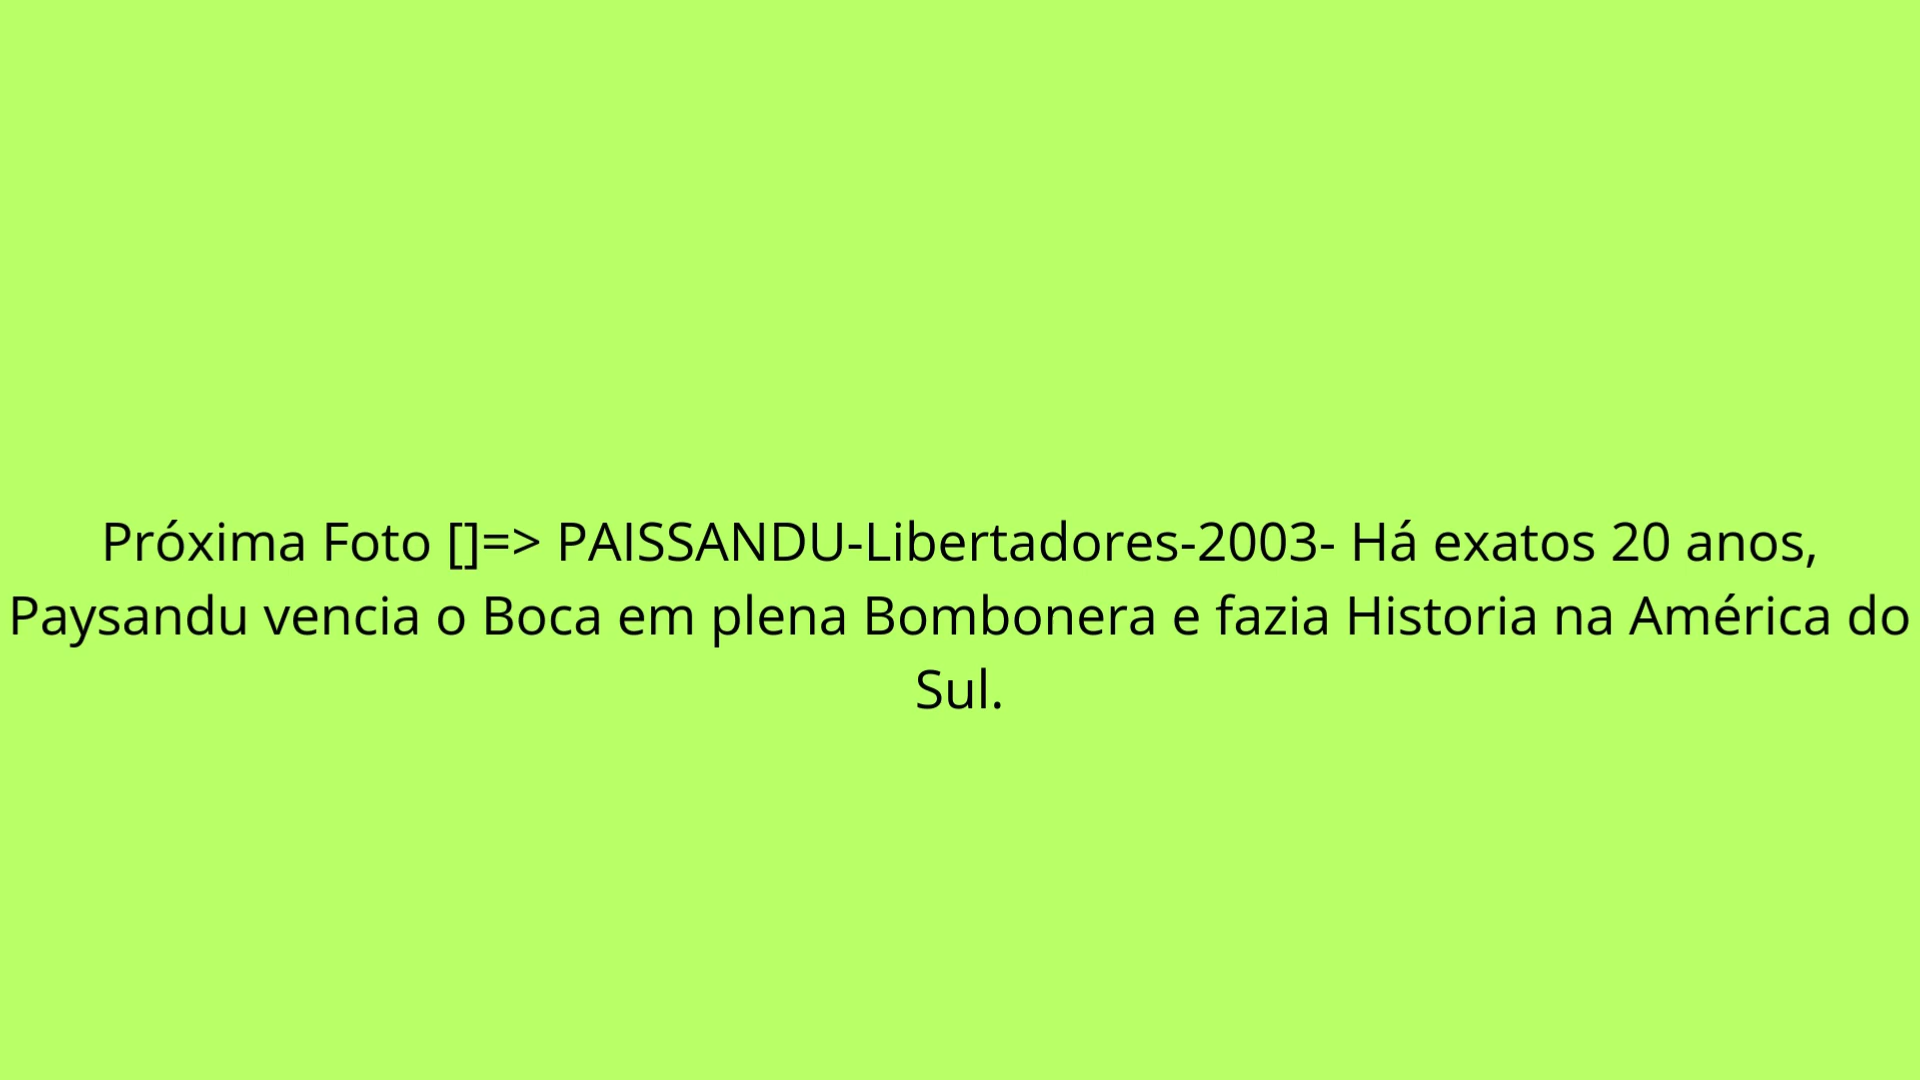 Próxima Foto []=> PAISSANDU-Libertadores-2003- Há exatos 20 anos,
Paysandu vencia o Boca em plena Bombonera e fazia Historia na América do
Sul.